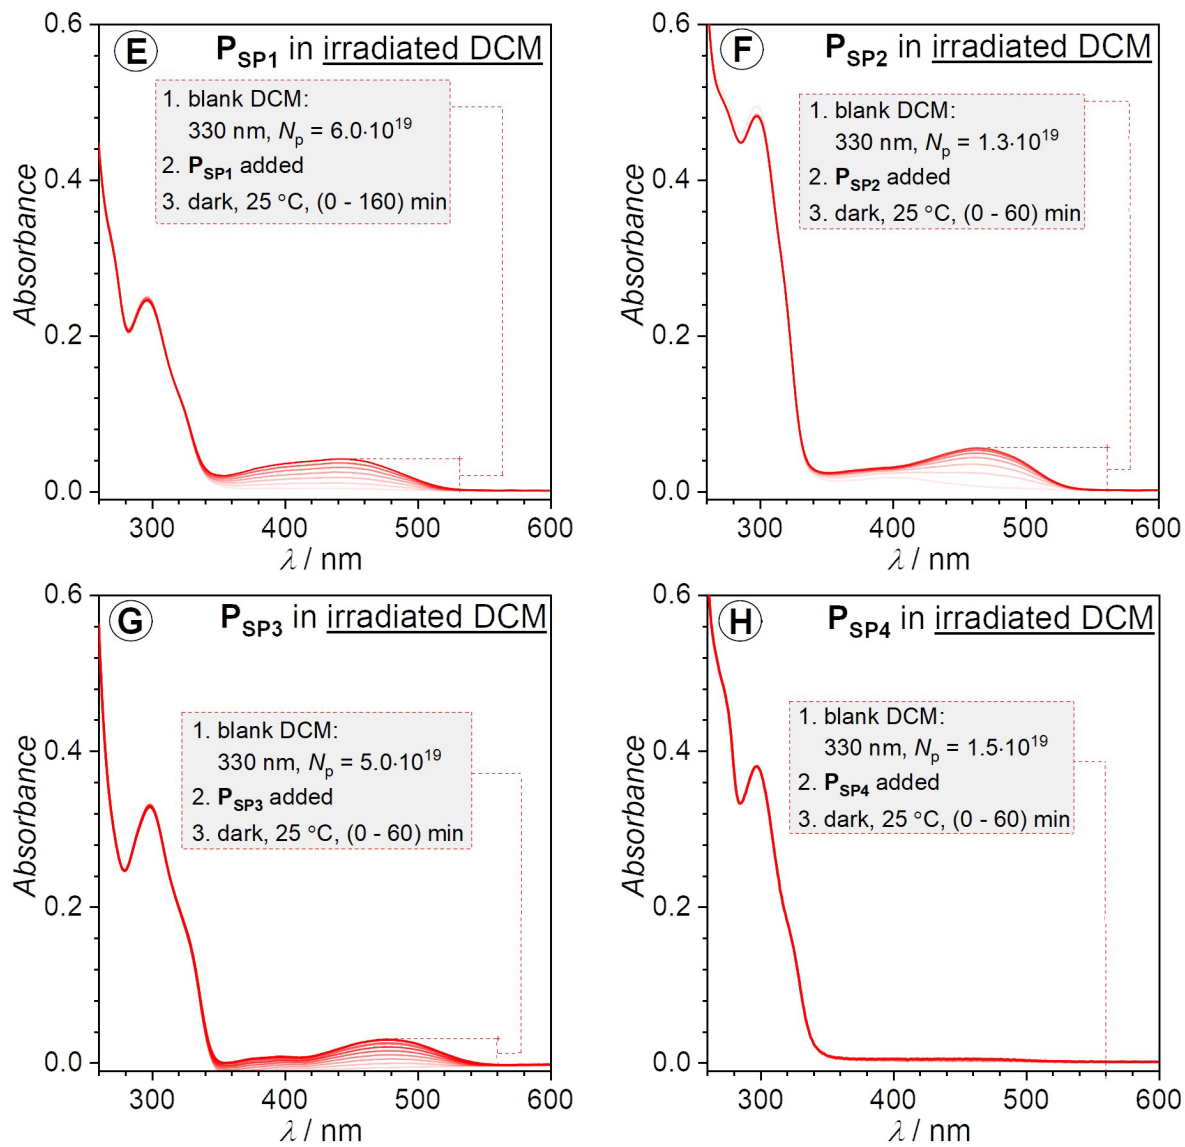 E
P_SP1 in irradiated DCM
1. blank DCM:
330 nm, N_p = 6.0·10^19
2. P_SP1 added
3. dark, 25 °C, (0 - 160) min
0.6
0.4
0.2
0.0
Absorbance
300
400
500
600
λ / nm
F
P_SP2 in irradiated DCM
1. blank DCM:
330 nm, N_p = 1.3·10^19
2. P_SP2 added
3. dark, 25 °C, (0 - 60) min
0.6
0.4
0.2
0.0
Absorbance
300
400
500
600
λ / nm
G
P_SP3 in irradiated DCM
1. blank DCM:
330 nm, N_p = 5.0·10^19
2. P_SP3 added
3. dark, 25 °C, (0 - 60) min
0.6
0.4
0.2
0.0
Absorbance
300
400
500
600
λ / nm
H
P_SP4 in irradiated DCM
1. blank DCM:
330 nm, N_p = 1.5·10^19
2. P_SP4 added
3. dark, 25 °C, (0 - 60) min
0.6
0.4
0.2
0.0
Absorbance
300
400
500
600
λ / nm